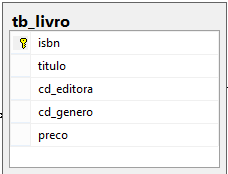 tb_livro
isbn
titulo
cd_editora
cd_genero
preco